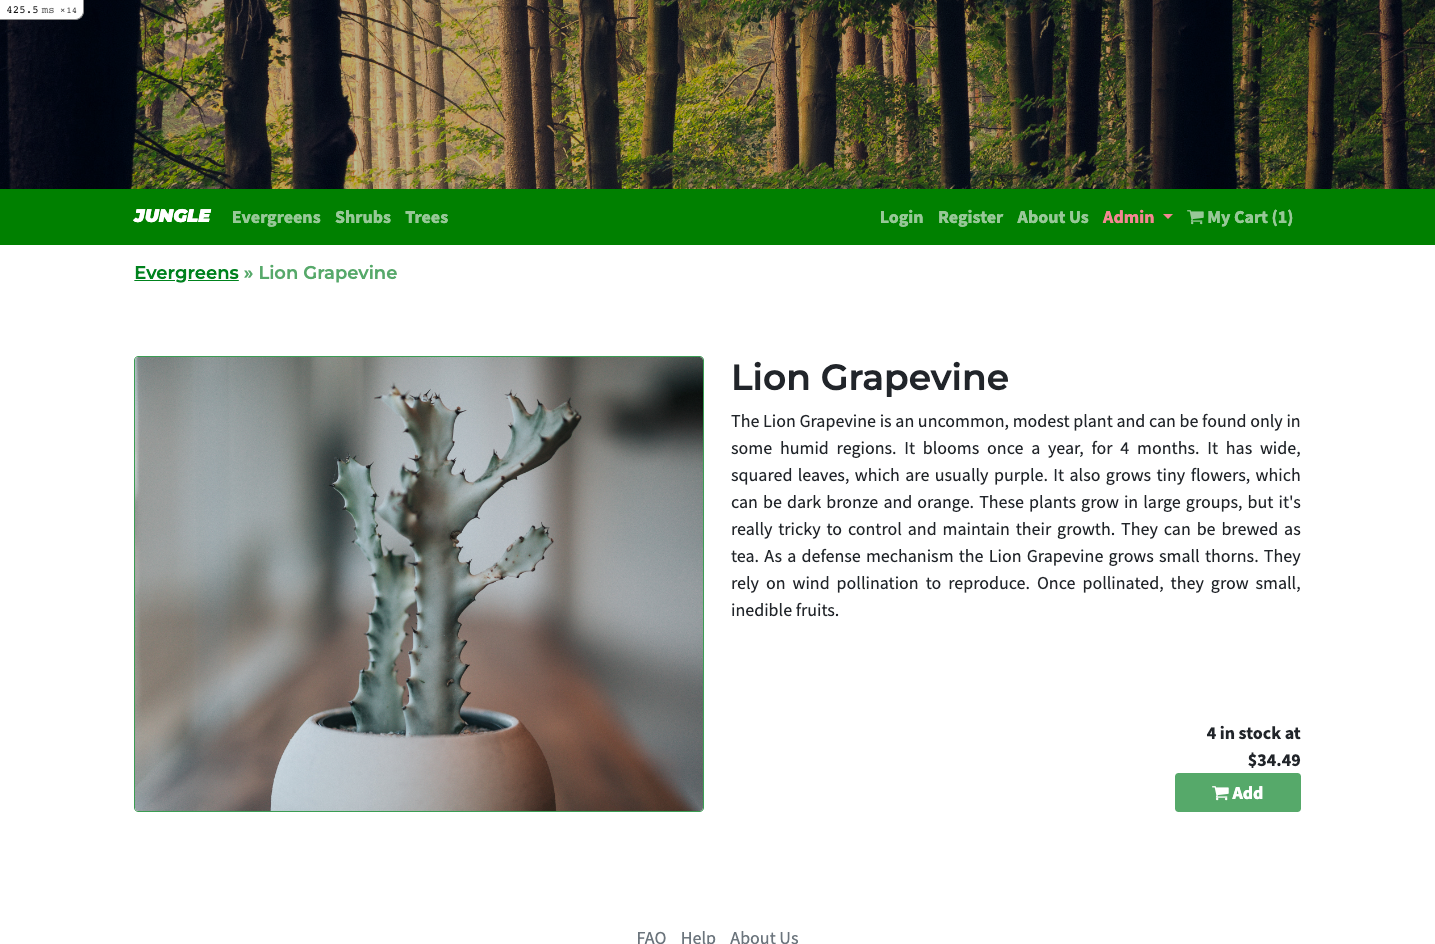 425.5 ms ×14
JUNGLE Evergreens Shrubs Trees Login Register About Us Admin My Cart (1)
Evergreens » Lion Grapevine
Lion Grapevine
The Lion Grapevine is an uncommon, modest plant and can be found only in
some humid regions. It blooms once a year, for 4 months. It has wide,
squared leaves, which are usually purple. It also grows tiny flowers, which
can be dark bronze and orange. These plants grow in large groups, but it's
really tricky to control and maintain their growth. They can be brewed as
tea. As a defense mechanism the Lion Grapevine grows small thorns. They
rely on wind pollination to reproduce. Once pollinated, they grow small,
inedible fruits.
4 in stock at
$34.49
Add
FAQ Help About Us